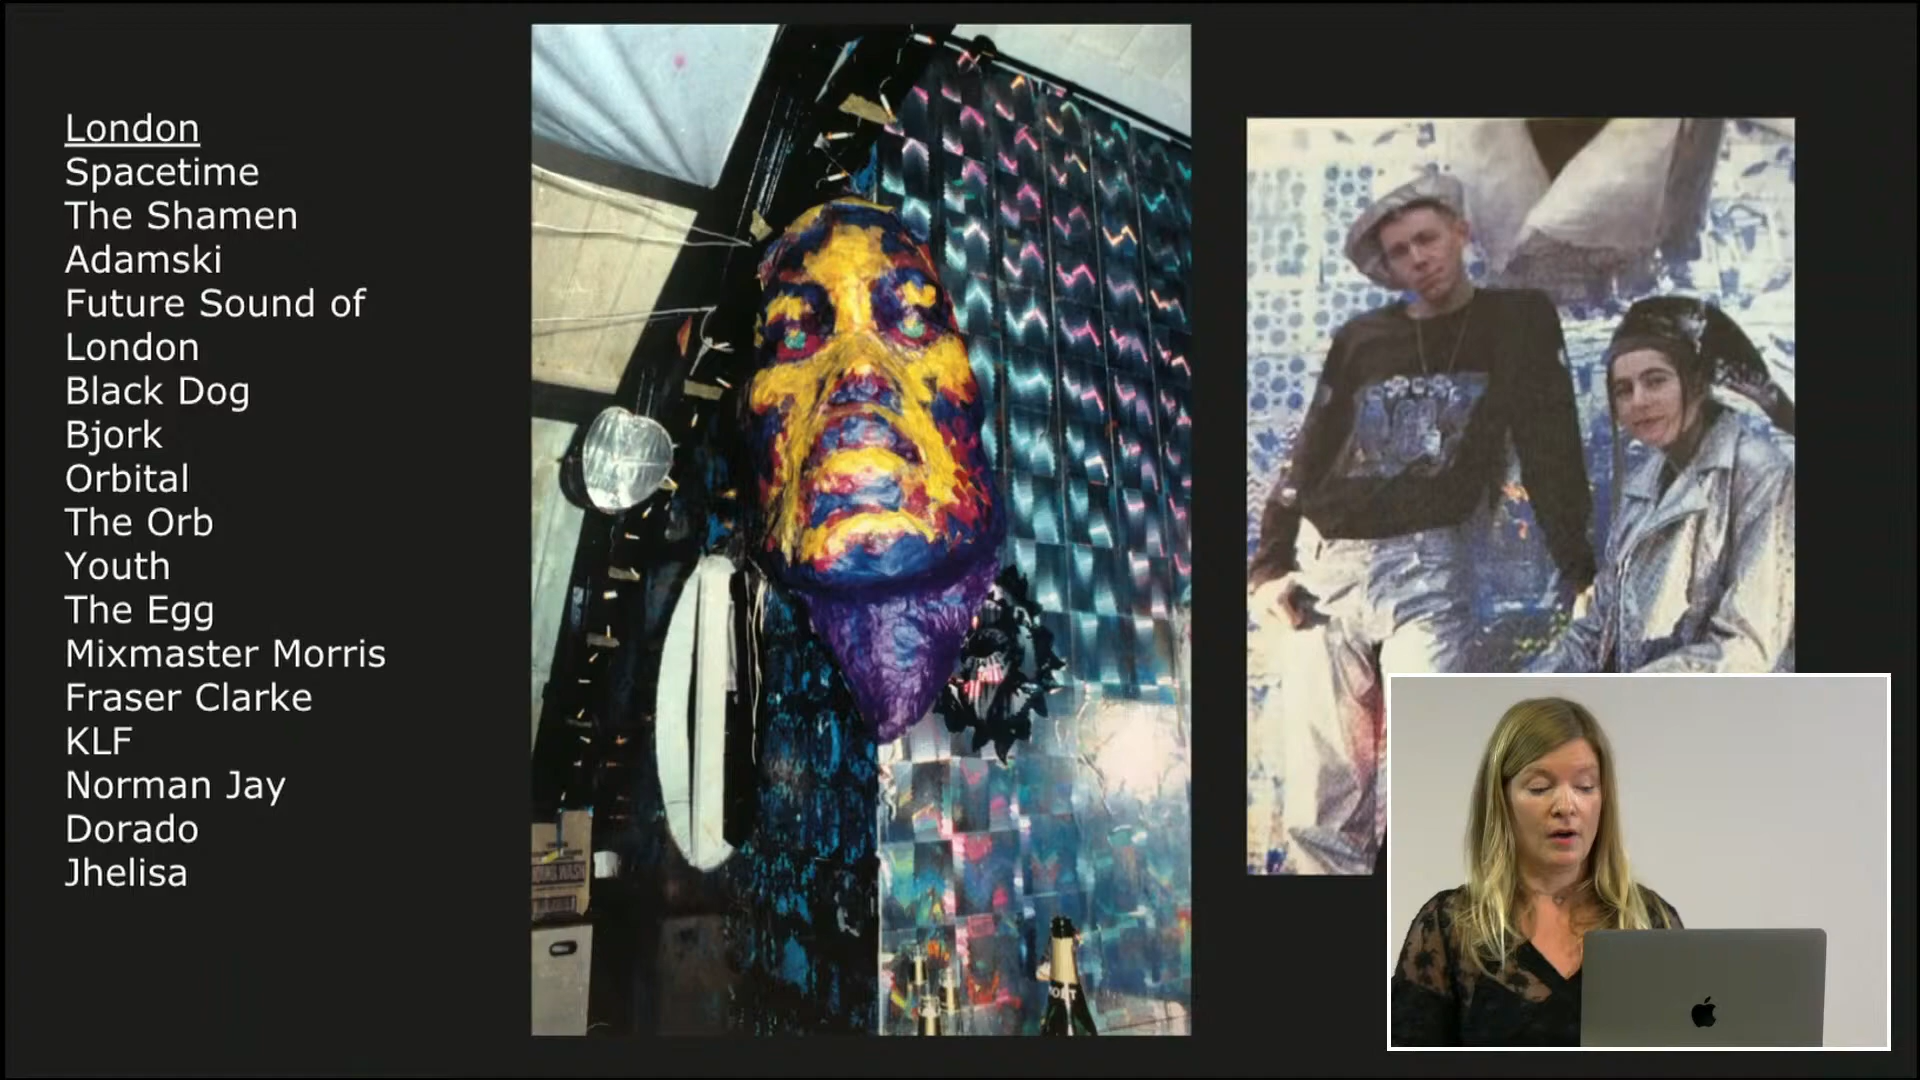 London
Spacetime
The Shamen
Adamski
Future Sound of
London
Black Dog
Bjork
Orbital
The Orb
Youth
The Egg
Mixmaster Morris
Fraser Clarke
KLF
Norman Jay
Dorado
Jhelisa